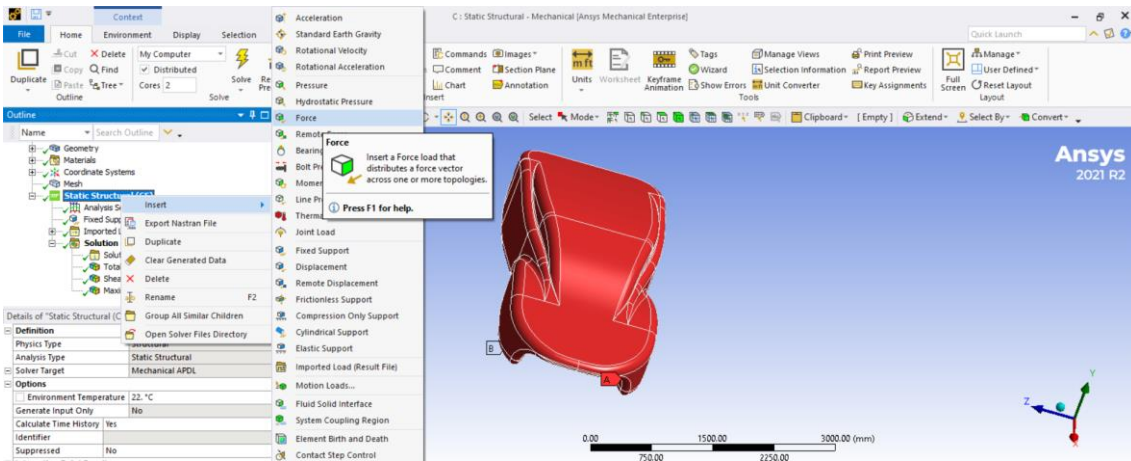 Context
C : Static Structural - Mechanical [Ansys Mechanical Enterprise]
File Home Environment Display Selection
Quick Launch
Duplicate
Cut
Copy
Paste
Delete
Find
Tree
Outline
My Computer
Distributed
Cores 2
Solve
Solve
Commands
Comment
Chart
Images
Section Plane
Annotation
Units
Worksheet
Keyframe
Animation
Tags
Wizard
Show Errors
Manage Views
Selection Information
Unit Converter
Print Preview
Report Preview
Key Assignments
Tools
Full
Screen
Manage
User Defined
Reset Layout
Layout
Outline
Name Search Outline
Select Mode Clipboard [ Empty ] Extend Select By Convert
Geometry
Materials
Coordinate Systems
Mesh
Analysis
Fixed Supp
Solution
Insert
Export Nastran File
Duplicate
Clear Generated Data
Delete
Rename F2
Group All Similar Children
Open Solver Files Directory
Acceleration
Standard Earth Gravity
Rotational Velocity
Rotational Acceleration
Pressure
Hydrostatic Pressure
Force
Joint Load
Fixed Support
Displacement
Remote Displacement
Frictionless Support
Compression Only Support
Cylindrical Support
Elastic Support
Imported Load (Result File)
Motion Loads...
Fluid Solid Interface
System Coupling Region
Element Birth and Death
Contact Step Control
Force
Insert a Force load that
distributes a force vector
across one or more topologies.
Press F1 for help.
Details of "Static Structural (C
Definition
Physics Type Structural
Analysis Type Static Structural
Solver Target Mechanical APDL
Options
Environment Temperature 22. °C
Generate Input Only No
Calculate Time History Yes
Identifier
Suppressed No
Ansys
2021 R2
B
A
0.00 1500.00 3000.00 (mm)
750.00 2250.00
Y
Z